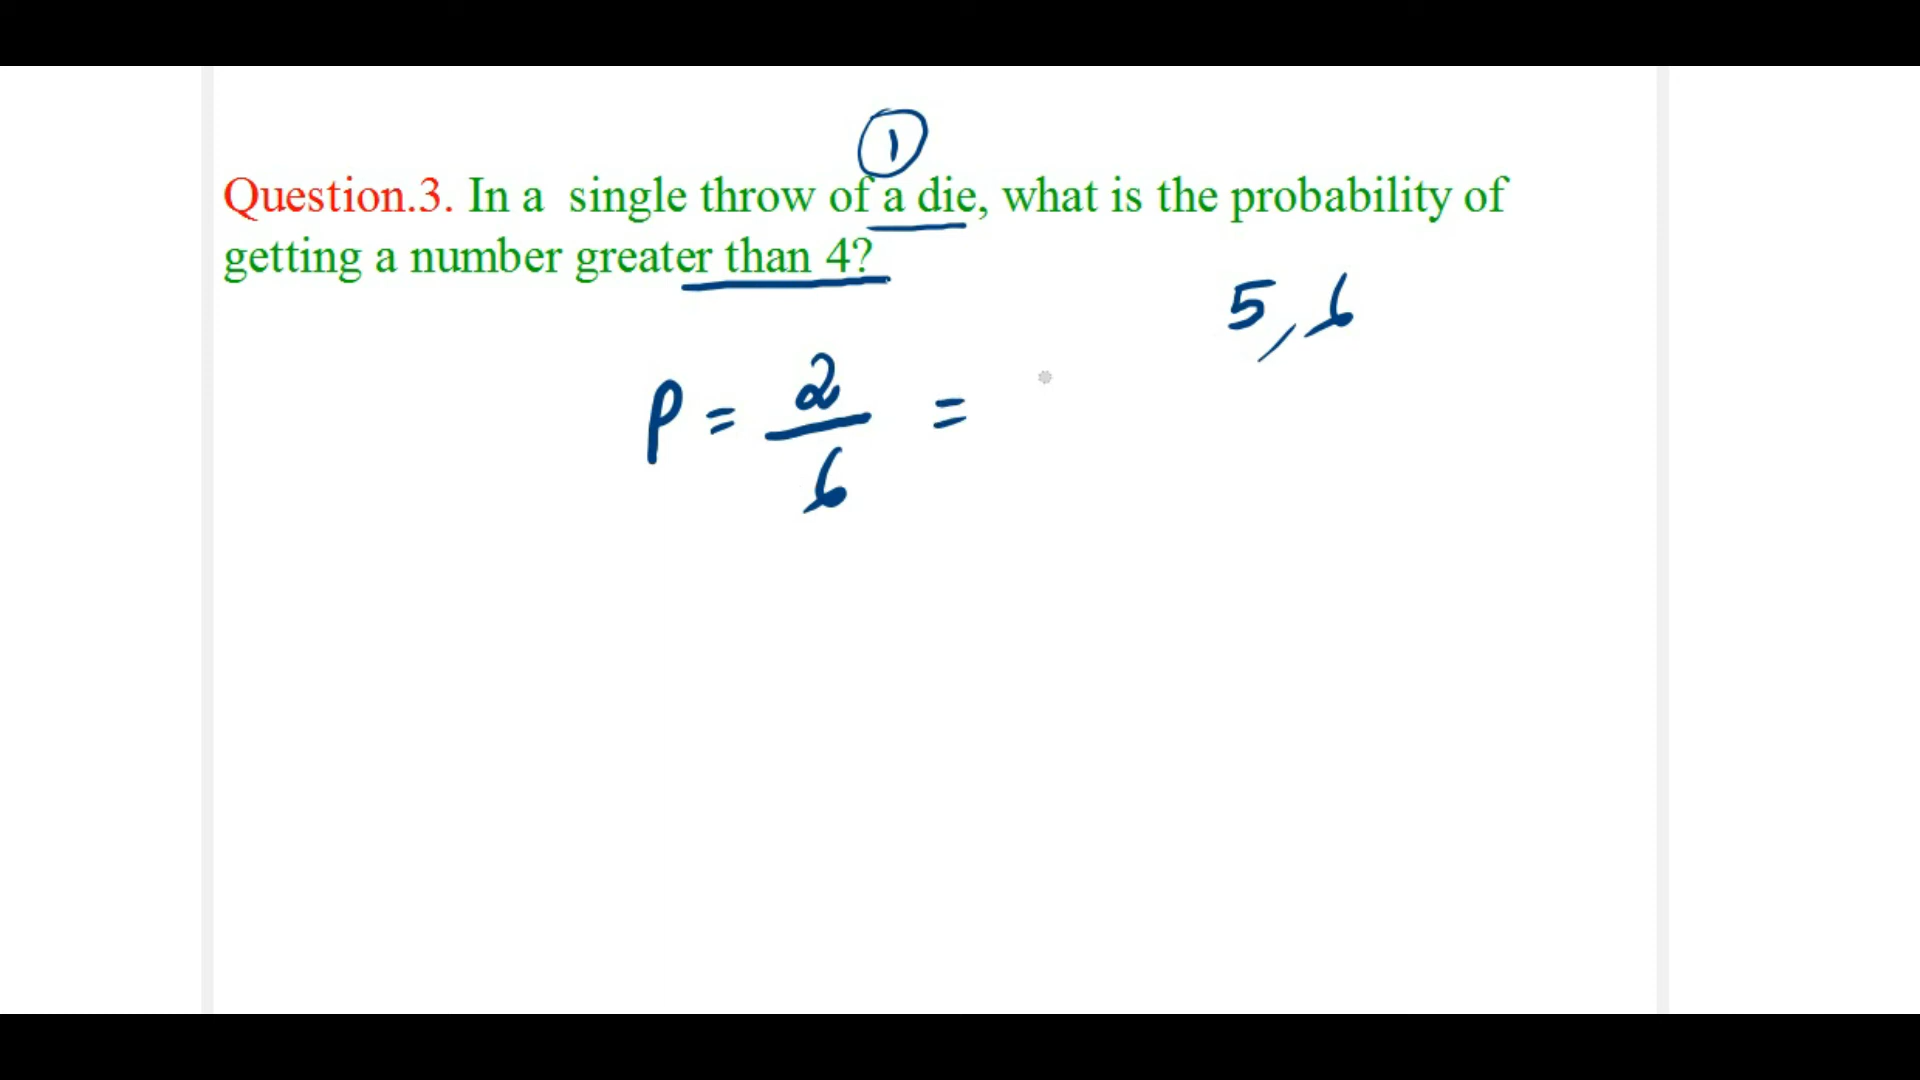 1
Question.3. In a single throw of a die, what is the probability of
getting a number greater than 4?
5, 6
P = 2/6 =